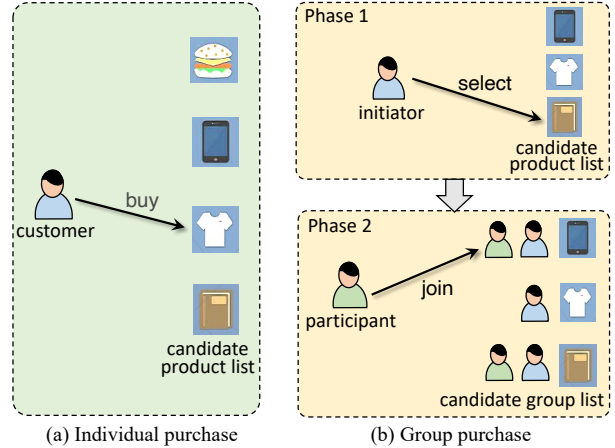 customer
buy
candidate
product list
(a) Individual purchase
Phase 1
initiator
select
candidate
product list
Phase 2
participant
join
candidate group list
(b) Group purchase